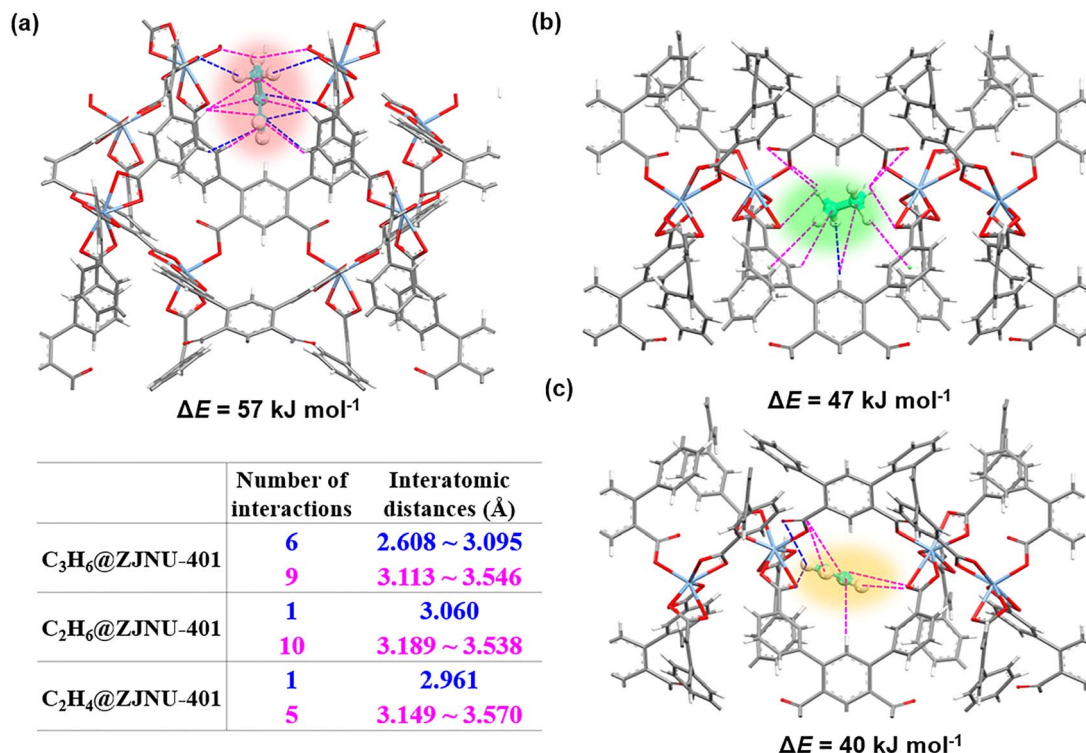 (a)
ΔE = 57 kJ mol⁻¹
(b)
ΔE = 47 kJ mol⁻¹
(c)
ΔE = 40 kJ mol⁻¹
Number of interactions Interatomic distances (Å)
C₃H₆@ZJNU-401 6 2.608 ~ 3.095
9 3.113 ~ 3.546
C₂H₆@ZJNU-401 1 3.060
10 3.189 ~ 3.538
C₂H₄@ZJNU-401 1 2.961
5 3.149 ~ 3.570